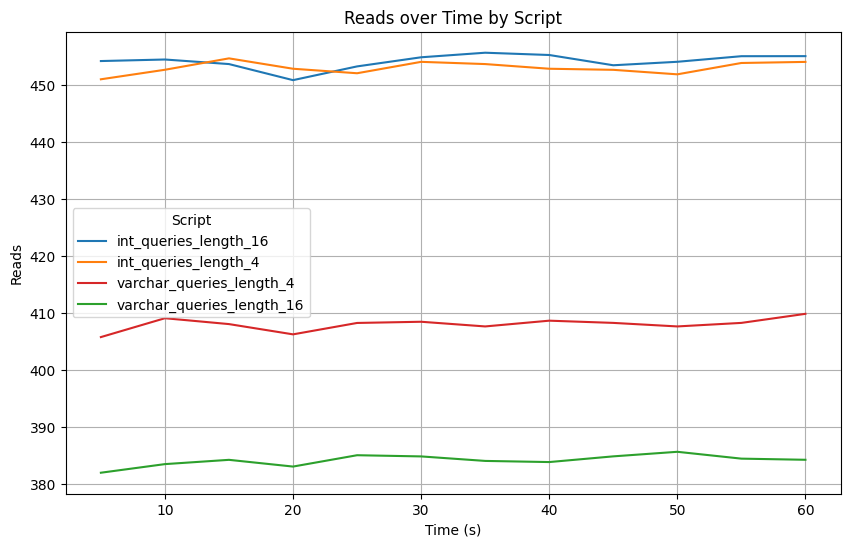 Reads over Time by Script
Reads
450
440
430
420
410
400
390
380
Script
int_queries_length_16
int_queries_length_4
varchar_queries_length_4
varchar_queries_length_16
10
20
30
40
50
60
Time (s)